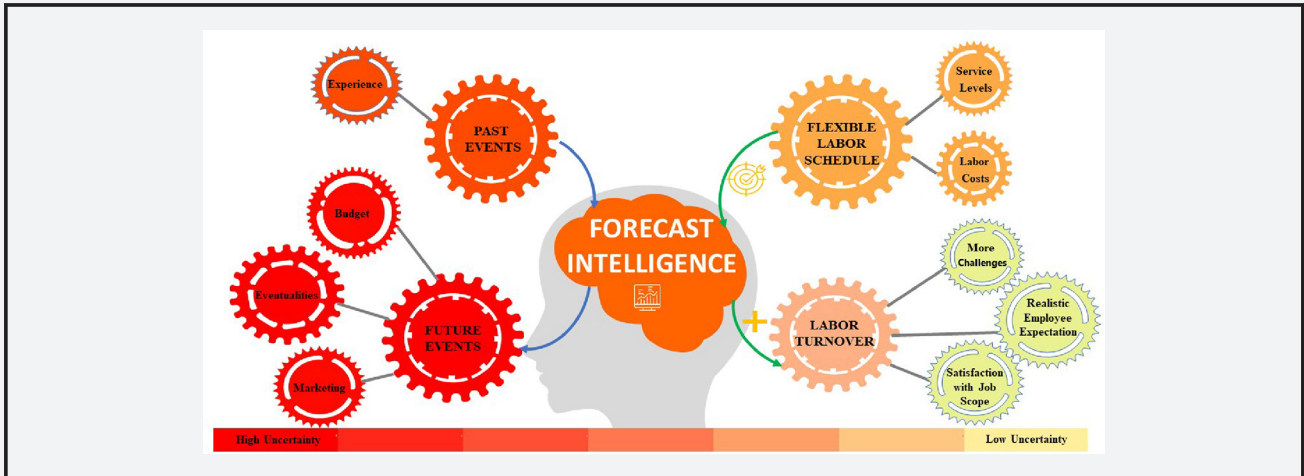 Experience
PAST
EVENTS
Budget
Eventualities
FUTURE
EVENTS
Marketing
FORECAST
INTELLIGENCE
FLEXIBLE
LABOR
SCHEDULE
Service
Levels
Labor
Costs
LABOR
TURNOVER
More
Challenges
Realistic
Employee
Expectation
Satisfaction
with Job
Scope
High Uncertainty
Low Uncertainty